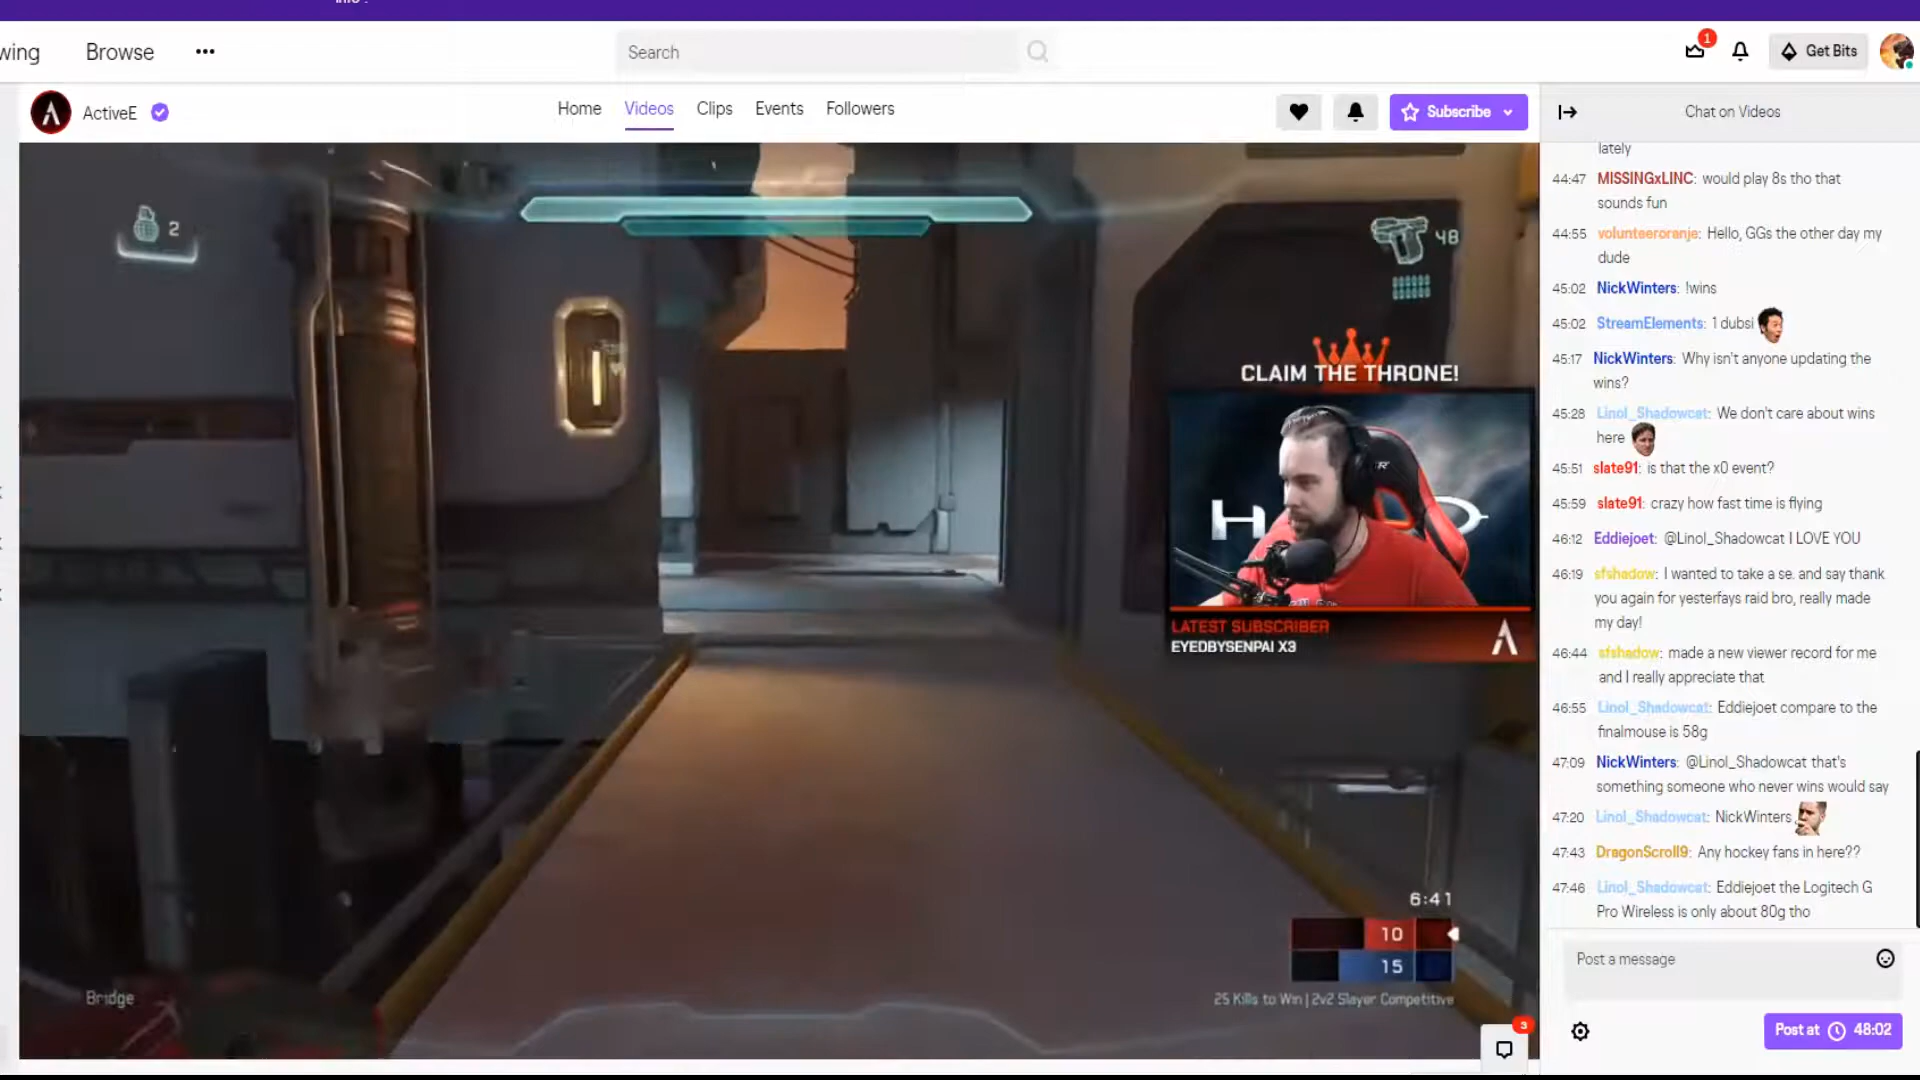 wing
Browse
Search
1
Get Bits
ActiveE
Home
Videos
Clips
Events
Followers
Subscribe
Chat on Videos
2
48
CLAIM THE THRONE!
LATEST SUBSCRIBER
EYEDBYSENPAI X3
6:41
10
15
25 Kills to Win | 2v2 Slayer Competitive
Bridge
3
lately
44:47 MISSINGxLINC: would play 8s tho that
sounds fun
44:55 volunteeroranje: Hello, GGs the other day my
dude
45:02 NickWinters: !wins
45:02 StreamElements: 1 dubsi
45:17 NickWinters: Why isn't anyone updating the
wins?
45:28 Linol_Shadowcat: We don't care about wins
here
45:51 slate91: is that the x0 event?
45:59 slate91: crazy how fast time is flying
46:12 Eddiejoet: @Linol_Shadowcat I LOVE YOU
46:19 sfshadow: I wanted to take a se. and say thank
you again for yesterfays raid bro, really made
my day!
46:44 sfshadow: made a new viewer record for me
and I really appreciate that
46:55 Linol_Shadowcat: Eddiejoet compare to the
finalmouse is 58g
47:09 NickWinters: @Linol_Shadowcat that's
something someone who never wins would say
47:20 Linol_Shadowcat: NickWinters
47:43 DragonScroll9: Any hockey fans in here??
47:46 Linol_Shadowcat: Eddiejoet the Logitech G
Pro Wireless is only about 80g tho
Post a message
Post at 48:02